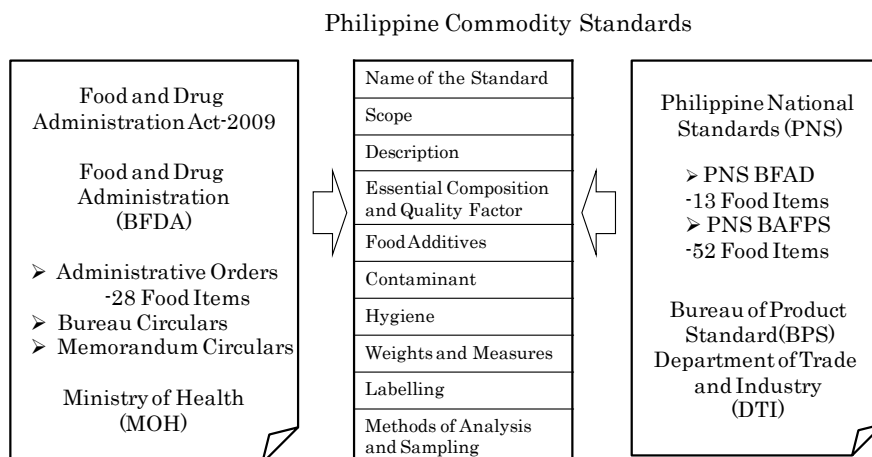 Philippine Commodity Standards
Food and Drug
Administration Act-2009
Food and Drug
Administration
(BFDA)
➢ Administrative Orders
-28 Food Items
➢ Bureau Circulars
➢ Memorandum Circulars
Ministry of Health
(MOH)
Name of the Standard
Scope
Description
Essential Composition
and Quality Factor
Food Additives
Contaminant
Hygiene
Weights and Measures
Labelling
Methods of Analysis
and Sampling
Philippine National
Standards (PNS)
➢ PNS BFAD
-13 Food Items
➢ PNS BAFPS
-52 Food Items
Bureau of Product
Standard(BPS)
Department of Trade
and Industry
(DTI)